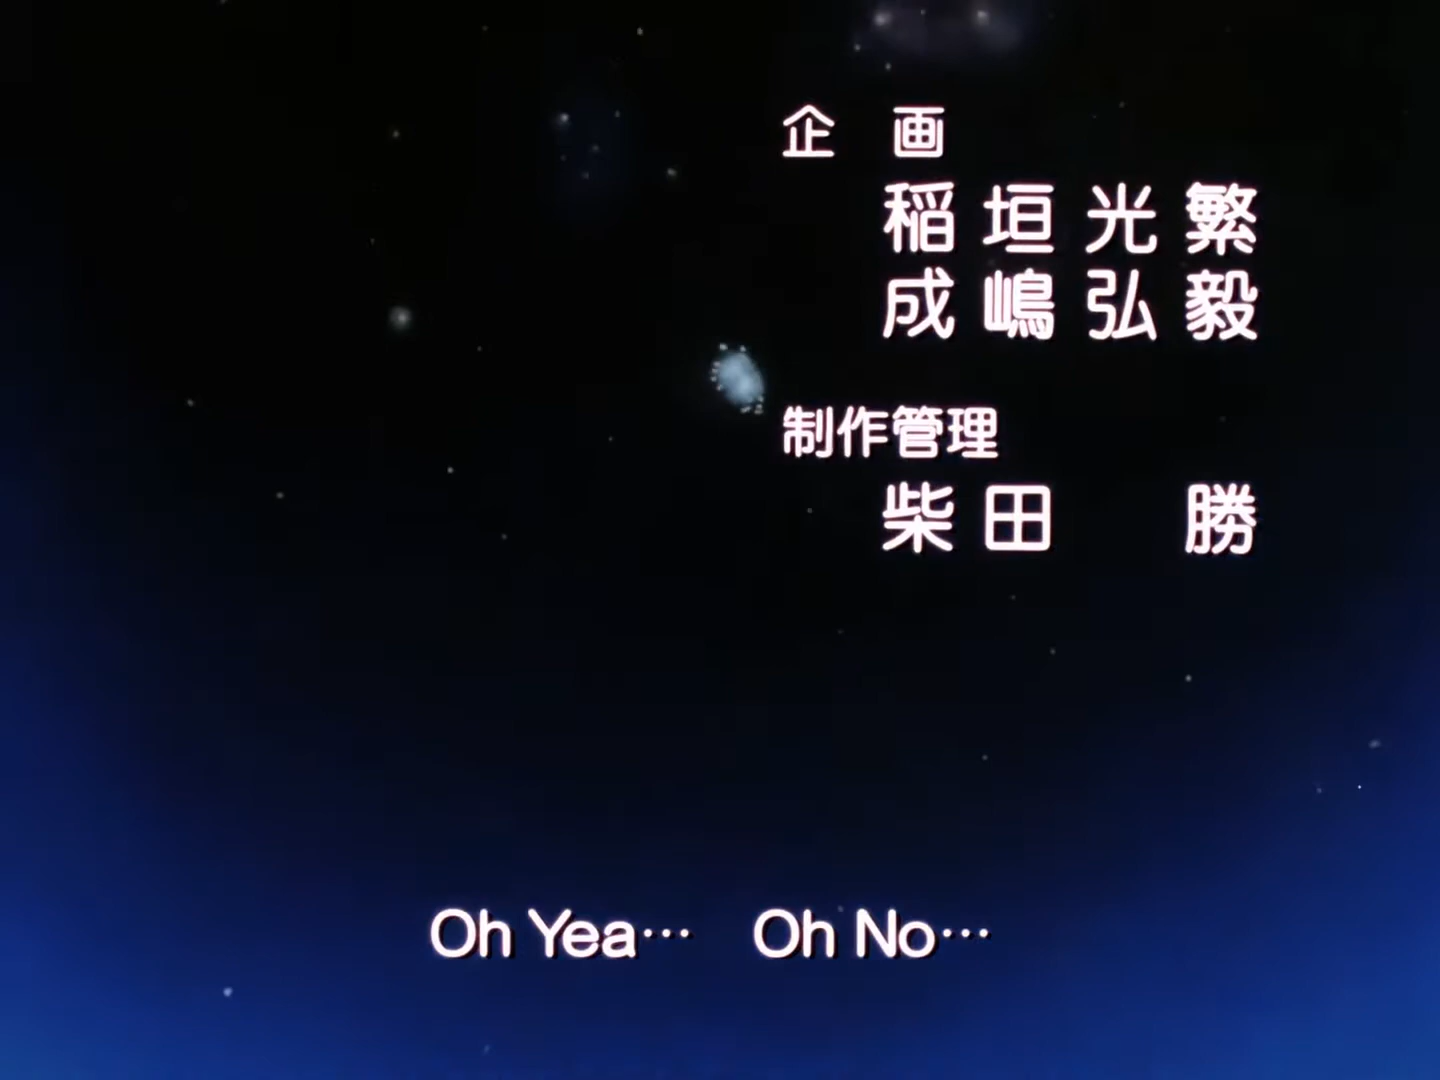 企　画
稲垣光繁
成嶋弘毅
制作管理
柴田　勝
Oh Yea…　Oh No…